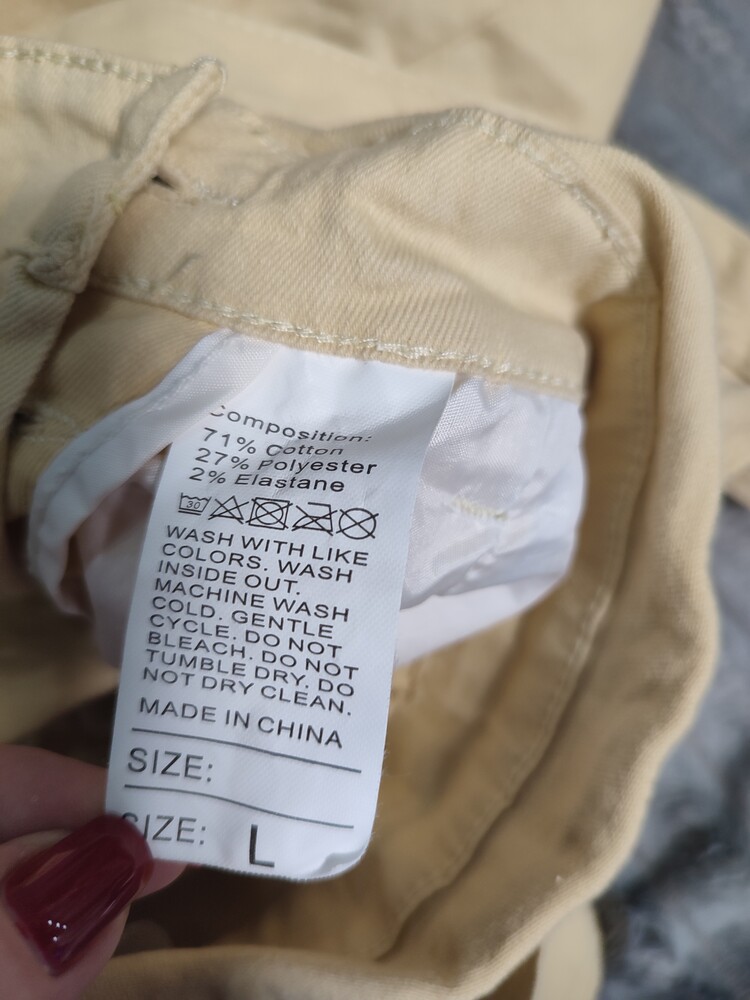 Composition:
71% Cotton
27% Polyester
2% Elastane
30
WASH WITH LIKE
COLORS. WASH
INSIDE OUT.
MACHINE WASH
COLD. GENTLE
CYCLE. DO NOT
BLEACH. DO NOT
TUMBLE DRY. DO
NOT DRY CLEAN.
MADE IN CHINA
SIZE:
SIZE: L